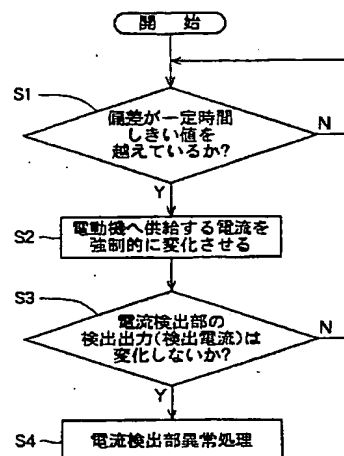 開 始
S1
偏差が一定時間
しきい値を
越えているか?
N
Y
S2
電動機へ供給する電流を
強制的に変化させる
S3
電流検出部の
検出出力(検出電流)は
変化しないか?
N
Y
S4
電流検出部異常処理